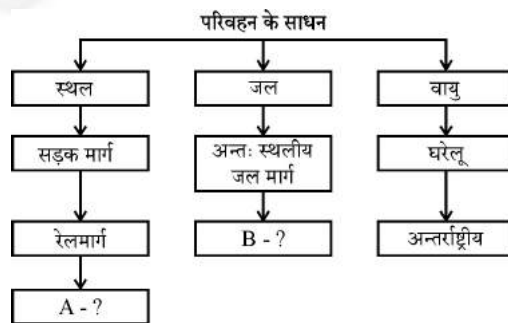 परिवहन के साधन
स्थल
जल
वायु
सड़क मार्ग
अन्तः स्थलीय
जल मार्ग
घरेलू
रेलमार्ग
B - ?
अन्तर्राष्ट्रीय
A - ?